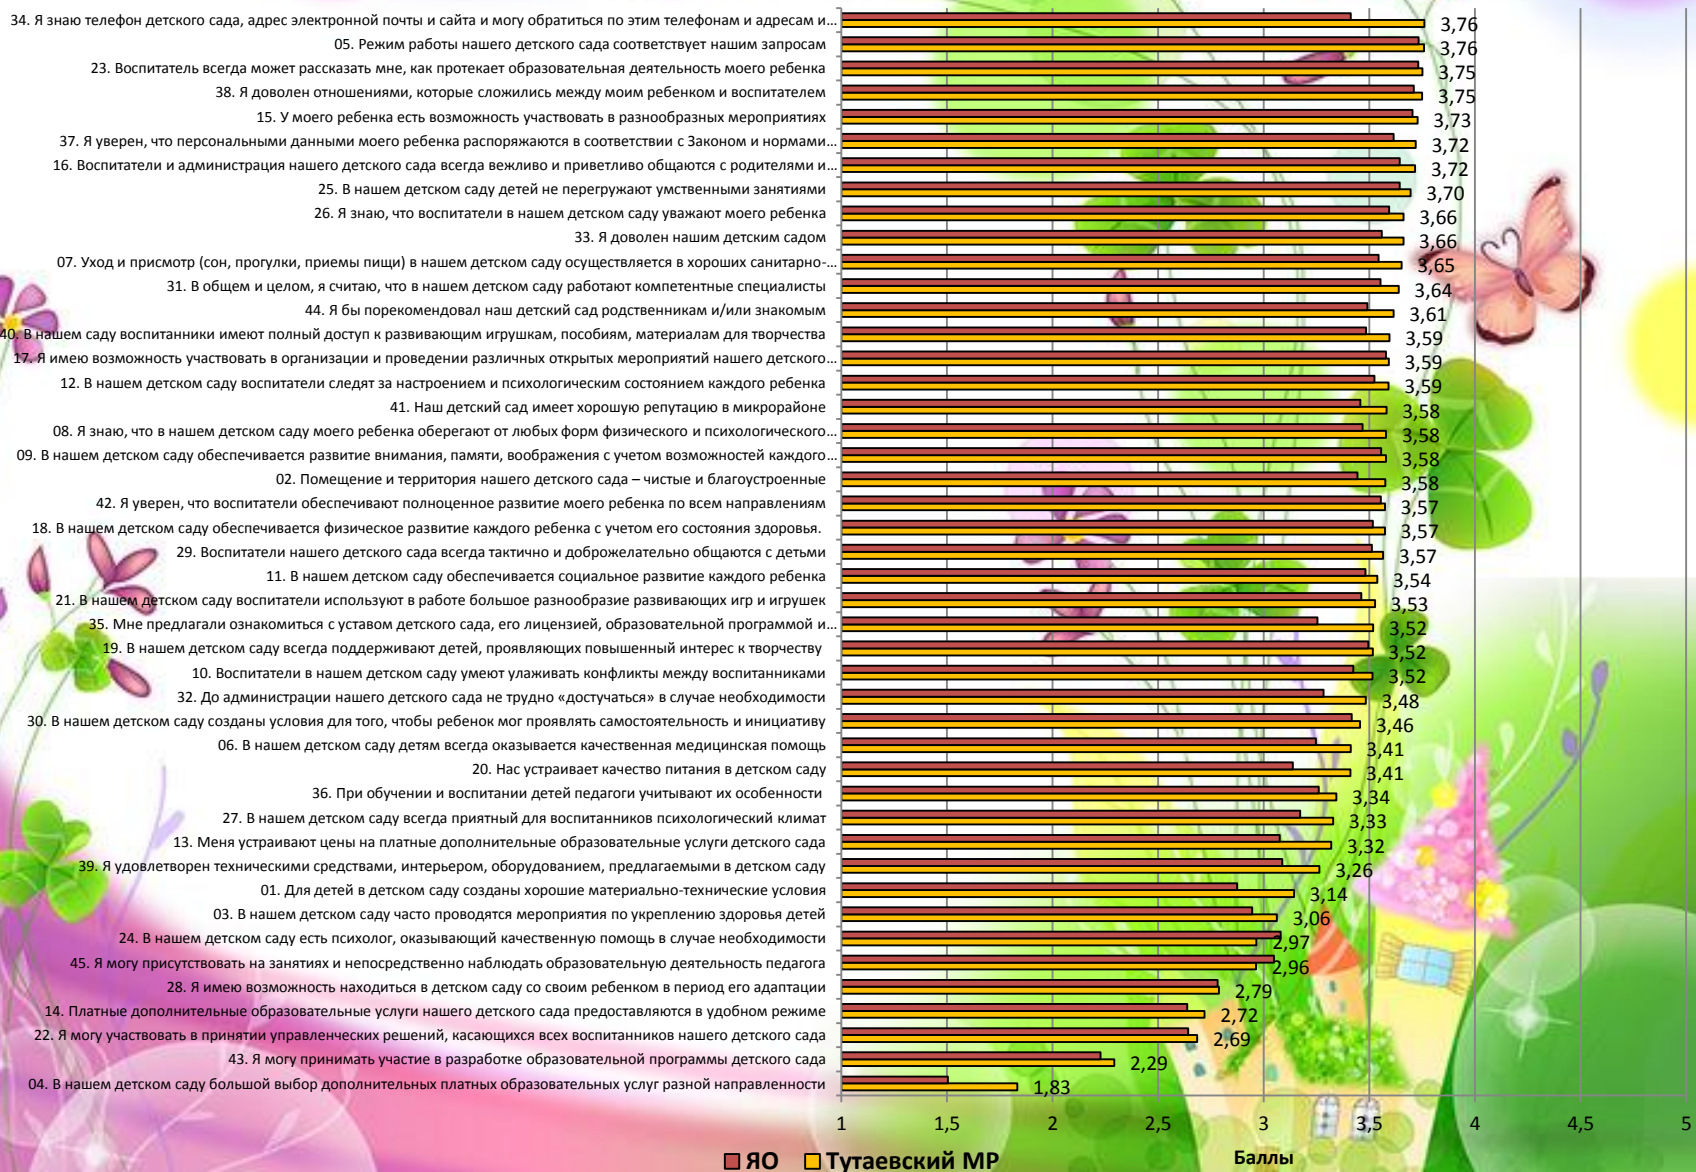 34. Я знаю телефон детского сада, адрес электронной почты и сайта и могу обратиться по этим телефонам и адресам и… 3,76
05. Режим работы нашего детского сада соответствует нашим запросам 3,76
23. Воспитатель всегда может рассказать мне, как протекает образовательная деятельность моего ребенка 3,75
38. Я доволен отношениями, которые сложились между моим ребенком и воспитателем 3,75
15. У моего ребенка есть возможность участвовать в разнообразных мероприятиях 3,73
37. Я уверен, что персональными данными моего ребенка распоряжаются в соответствии с Законом и нормами… 3,72
16. Воспитатели и администрация нашего детского сада всегда вежливо и приветливо общаются с родителями и… 3,72
25. В нашем детском саду детей не перегружают умственными занятиями 3,70
26. Я знаю, что воспитатели в нашем детском саду уважают моего ребенка 3,66
33. Я доволен нашим детским садом 3,66
07. Уход и присмотр (сон, прогулки, приемы пищи) в нашем детском саду осуществляется в хороших санитарно-… 3,65
31. В общем и целом, я считаю, что в нашем детском саду работают компетентные специалисты 3,64
44. Я бы порекомендовал наш детский сад родственникам и/или знакомым 3,61
40. В нашем саду воспитанники имеют полный доступ к развивающим игрушкам, пособиям, материалам для творчества 3,59
17. Я имею возможность участвовать в организации и проведении различных открытых мероприятий нашего детского… 3,59
12. В нашем детском саду воспитатели следят за настроением и психологическим состоянием каждого ребенка 3,59
41. Наш детский сад имеет хорошую репутацию в микрорайоне 3,58
08. Я знаю, что в нашем детском саду моего ребенка оберегают от любых форм физического и психологического… 3,58
09. В нашем детском саду обеспечивается развитие внимания, памяти, воображения с учетом возможностей каждого… 3,58
02. Помещение и территория нашего детского сада – чистые и благоустроенные 3,58
42. Я уверен, что воспитатели обеспечивают полноценное развитие моего ребенка по всем направлениям 3,57
18. В нашем детском саду обеспечивается физическое развитие каждого ребенка с учетом его состояния здоровья. 3,57
29. Воспитатели нашего детского сада всегда тактично и доброжелательно общаются с детьми 3,57
11. В нашем детском саду обеспечивается социальное развитие каждого ребенка 3,54
21. В нашем детском саду воспитатели используют в работе большое разнообразие развивающих игр и игрушек 3,53
35. Мне предлагали ознакомиться с уставом детского сада, его лицензией, образовательной программой и… 3,52
19. В нашем детском саду всегда поддерживают детей, проявляющих повышенный интерес к творчеству 3,52
10. Воспитатели в нашем детском саду умеют улаживать конфликты между воспитанниками 3,52
32. До администрации нашего детского сада не трудно «достучаться» в случае необходимости 3,48
30. В нашем детском саду созданы условия для того, чтобы ребенок мог проявлять самостоятельность и инициативу 3,46
06. В нашем детском саду детям всегда оказывается качественная медицинская помощь 3,41
20. Нас устраивает качество питания в детском саду 3,41
36. При обучении и воспитании детей педагоги учитывают их особенности 3,34
27. В нашем детском саду всегда приятный для воспитанников психологический климат 3,33
13. Меня устраивают цены на платные дополнительные образовательные услуги детского сада 3,32
39. Я удовлетворен техническими средствами, интерьером, оборудованием, предлагаемыми в детском саду 3,26
01. Для детей в детском саду созданы хорошие материально-технические условия 3,14
03. В нашем детском саду часто проводятся мероприятия по укреплению здоровья детей 3,06
24. В нашем детском саду есть психолог, оказывающий качественную помощь в случае необходимости 2,97
45. Я могу присутствовать на занятиях и непосредственно наблюдать образовательную деятельность педагога 2,96
28. Я имею возможность находиться в детском саду со своим ребенком в период его адаптации 2,79
14. Платные дополнительные образовательные услуги нашего детского сада предоставляются в удобном режиме 2,72
22. Я могу участвовать в принятии управленческих решений, касающихся всех воспитанников нашего детского сада 2,69
43. Я могу принимать участие в разработке образовательной программы детского сада 2,29
04. В нашем детском саду большой выбор дополнительных платных образовательных услуг разной направленности 1,83
1 1,5 2 2,5 3 3,5 4 4,5 5
ЯО Тутаевский МР Баллы